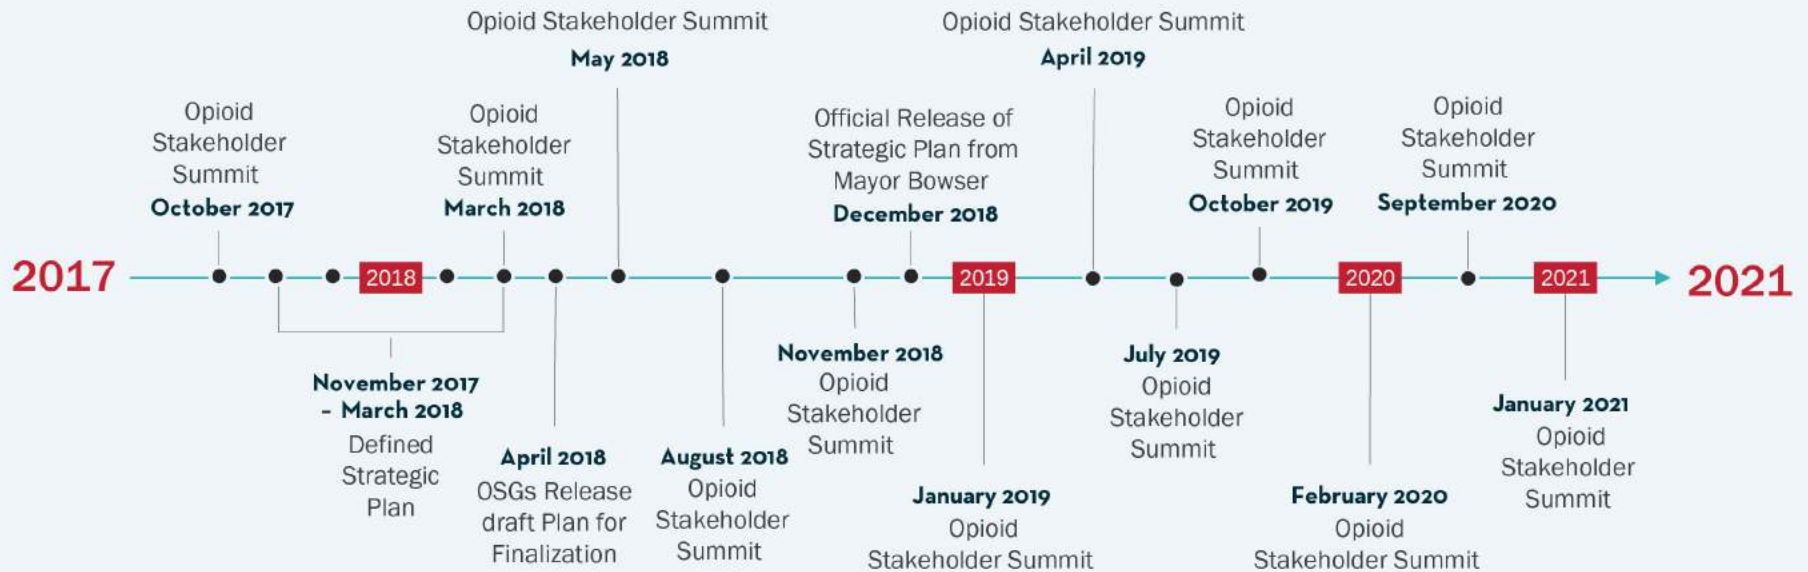 Opioid Stakeholder Summit
May 2018
Opioid Stakeholder Summit
April 2019
Opioid
Stakeholder
Summit
October 2017
Opioid
Stakeholder
Summit
March 2018
Official Release of
Strategic Plan from
Mayor Bowser
December 2018
Opioid
Stakeholder
Summit
October 2019
Opioid
Stakeholder
Summit
September 2020
2017
2018
2019
2020
2021
2021
November 2017
- March 2018
Defined
Strategic
Plan
April 2018
OSGs Release
draft Plan for
Finalization
August 2018
Opioid
Stakeholder
Summit
November 2018
Opioid
Stakeholder
Summit
January 2019
Opioid
Stakeholder Summit
July 2019
Opioid
Stakeholder
Summit
February 2020
Opioid
Stakeholder Summit
January 2021
Opioid
Stakeholder
Summit